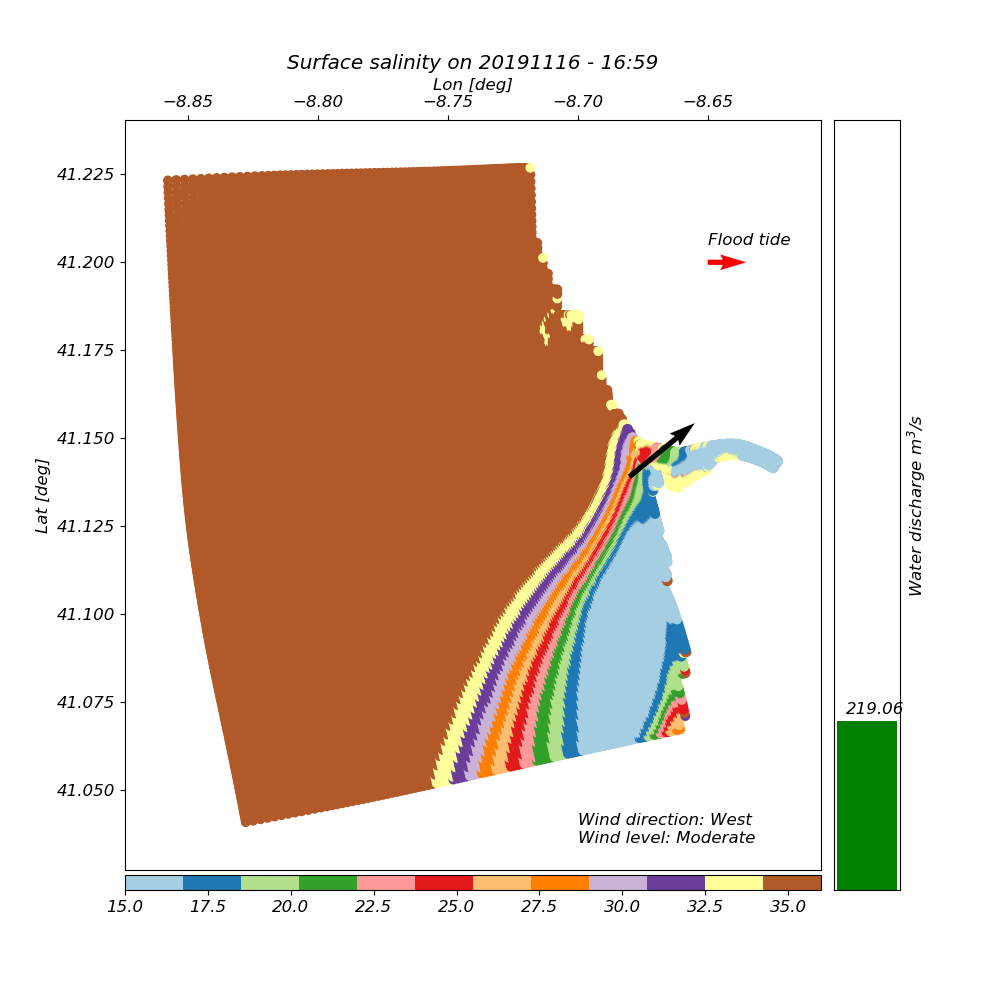 Surface salinity on 20191116 - 16:59
Lon [deg]
−8.85 −8.80 −8.75 −8.70 −8.65
41.225
41.200
41.175
41.150
41.125
41.100
41.075
41.050
Lat [deg]
Flood tide
Wind direction: West
Wind level: Moderate
219.06
Water discharge m³/s
15.0 17.5 20.0 22.5 25.0 27.5 30.0 32.5 35.0